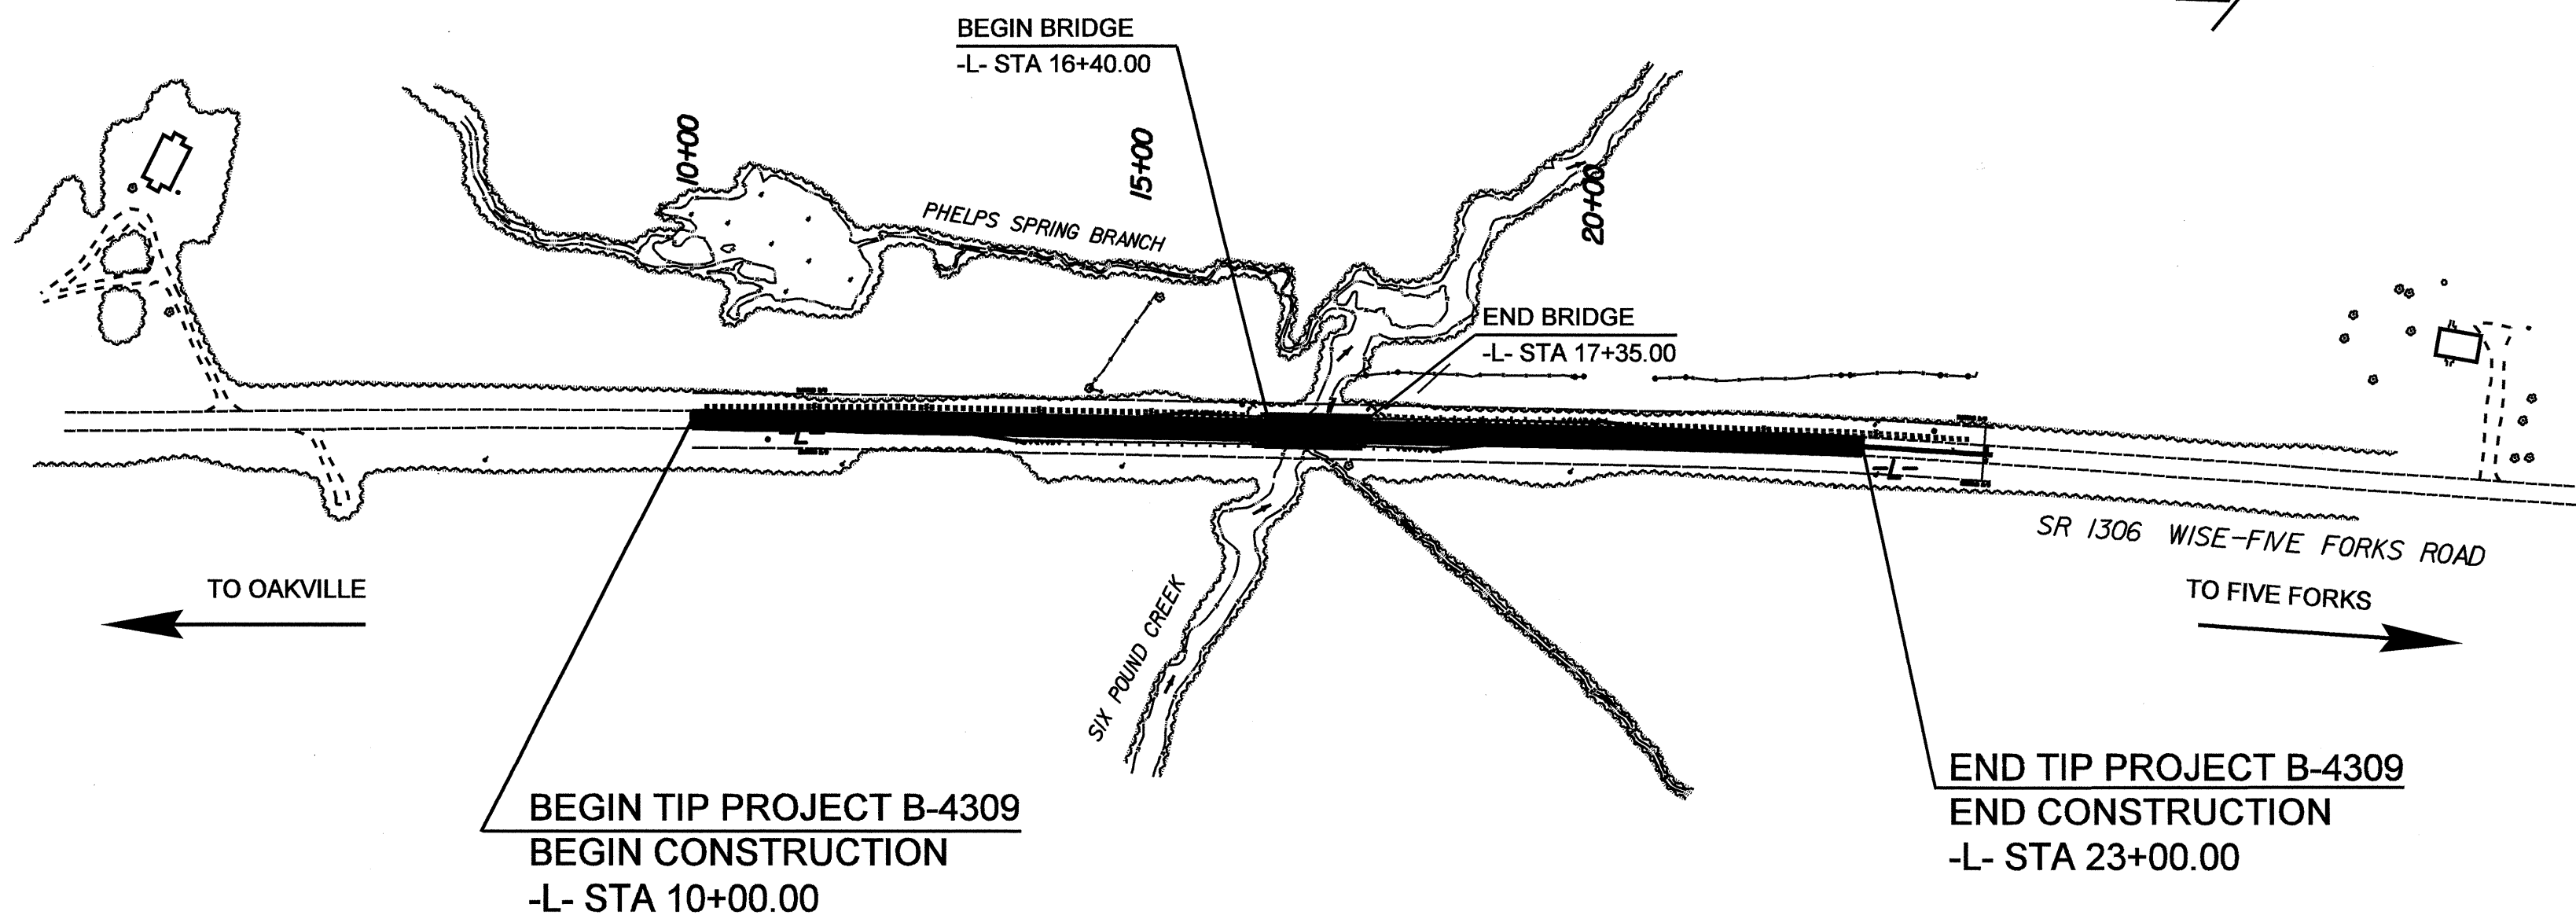 BEGIN BRIDGE
-L- STA 16+40.00
10+00
15+00
20+00
PHELPS SPRING BRANCH
END BRIDGE
-L- STA 17+35.00
-L-
-L-
SR 1306 WISE-FIVE FORKS ROAD
TO OAKVILLE
TO FIVE FORKS
SIX POUND CREEK
BEGIN TIP PROJECT B-4309
BEGIN CONSTRUCTION
-L- STA 10+00.00
END TIP PROJECT B-4309
END CONSTRUCTION
-L- STA 23+00.00